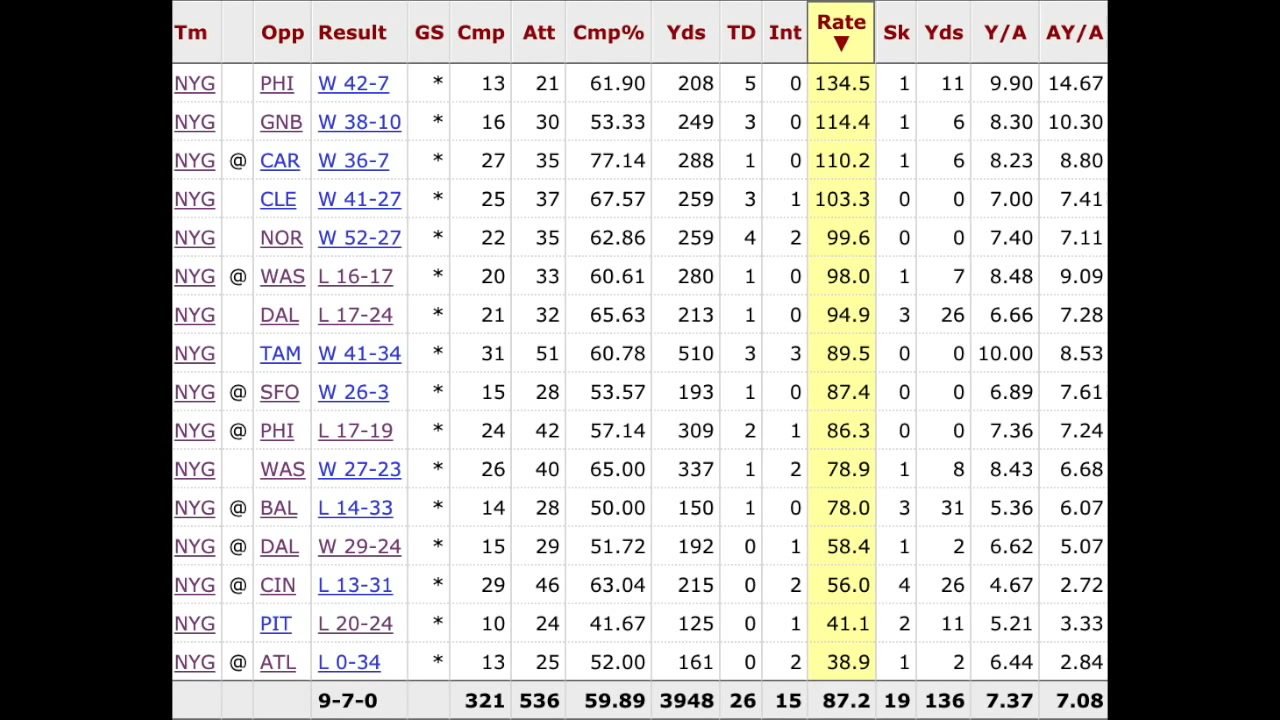 Tm Opp Result GS Cmp Att Cmp% Yds TD Int Rate ▼ Sk Yds Y/A AY/A
NYG PHI W 42-7 * 13 21 61.90 208 5 0 134.5 1 11 9.90 14.67
NYG GNB W 38-10 * 16 30 53.33 249 3 0 114.4 1 6 8.30 10.30
NYG @ CAR W 36-7 * 27 35 77.14 288 1 0 110.2 1 6 8.23 8.80
NYG CLE W 41-27 * 25 37 67.57 259 3 1 103.3 0 0 7.00 7.41
NYG NOR W 52-27 * 22 35 62.86 259 4 2 99.6 0 0 7.40 7.11
NYG @ WAS L 16-17 * 20 33 60.61 280 1 0 98.0 1 7 8.48 9.09
NYG DAL L 17-24 * 21 32 65.63 213 1 0 94.9 3 26 6.66 7.28
NYG TAM W 41-34 * 31 51 60.78 510 3 3 89.5 0 0 10.00 8.53
NYG @ SFO W 26-3 * 15 28 53.57 193 1 0 87.4 0 0 6.89 7.61
NYG @ PHI L 17-19 * 24 42 57.14 309 2 1 86.3 0 0 7.36 7.24
NYG WAS W 27-23 * 26 40 65.00 337 1 2 78.9 1 8 8.43 6.68
NYG @ BAL L 14-33 * 14 28 50.00 150 1 0 78.0 3 31 5.36 6.07
NYG @ DAL W 29-24 * 15 29 51.72 192 0 1 58.4 1 2 6.62 5.07
NYG @ CIN L 13-31 * 29 46 63.04 215 0 2 56.0 4 26 4.67 2.72
NYG PIT L 20-24 * 10 24 41.67 125 0 1 41.1 2 11 5.21 3.33
NYG @ ATL L 0-34 * 13 25 52.00 161 0 2 38.9 1 2 6.44 2.84
9-7-0 321 536 59.89 3948 26 15 87.2 19 136 7.37 7.08